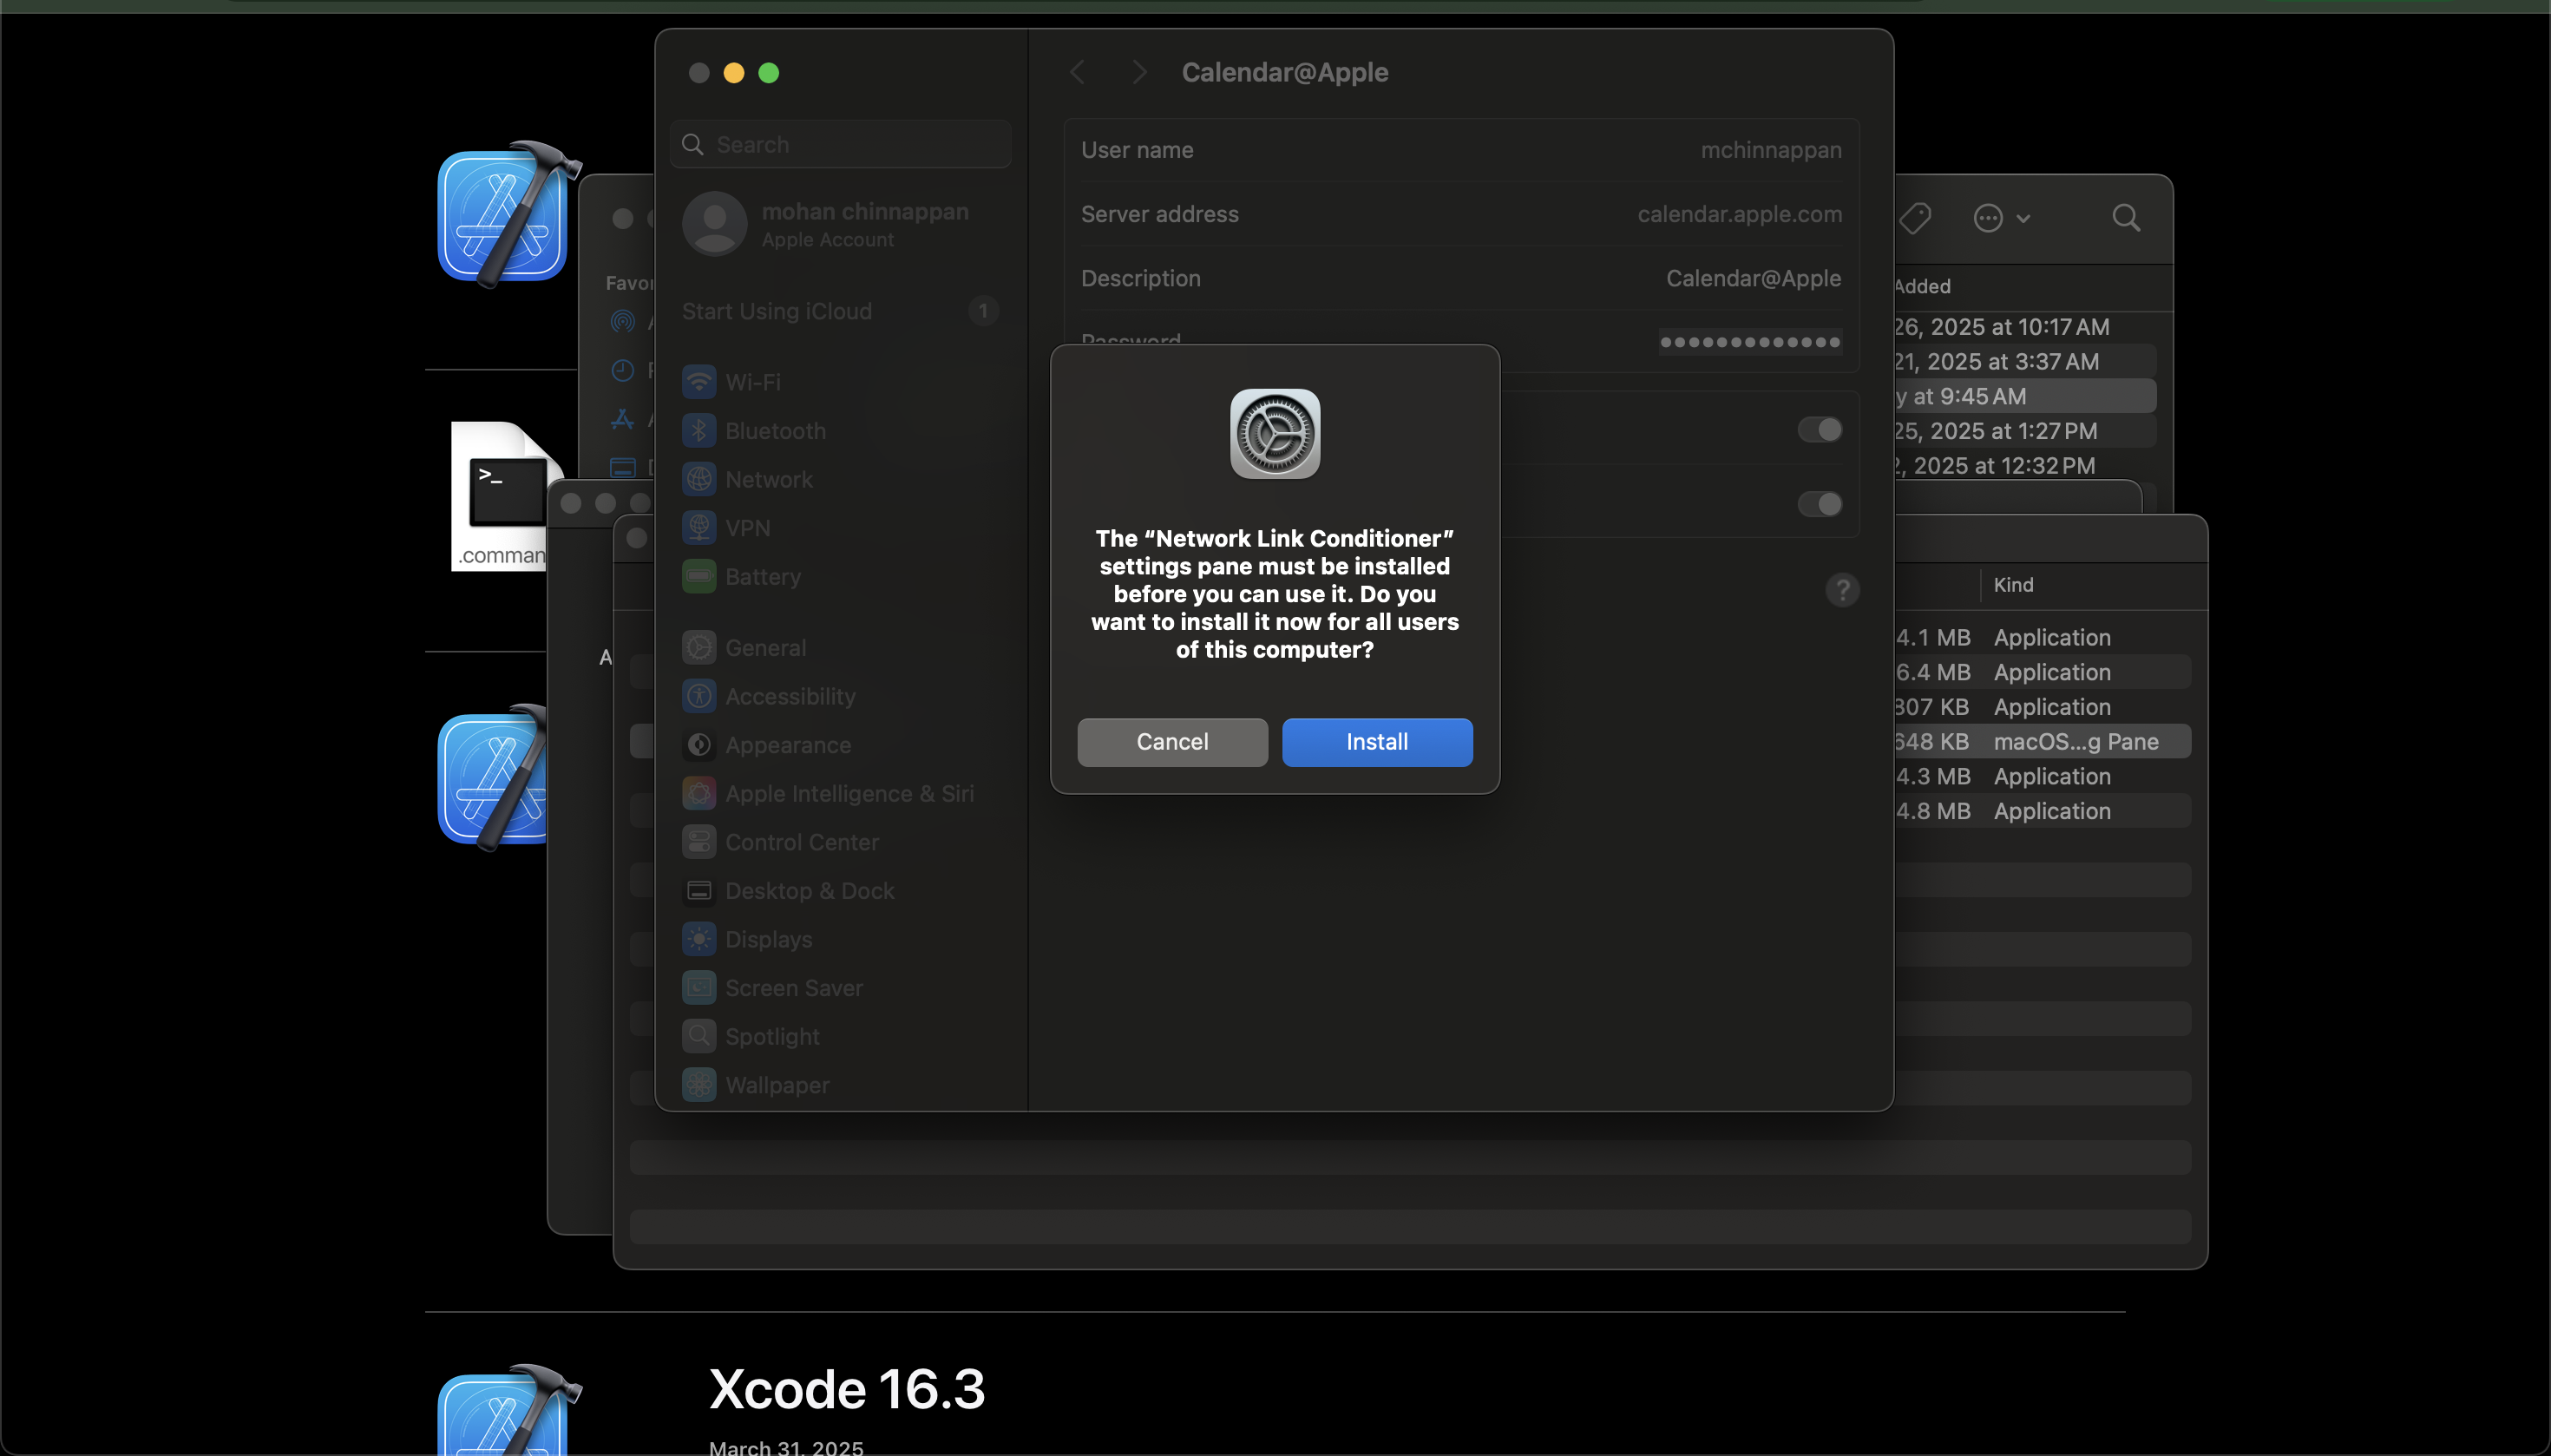 Calendar@Apple
Search
mohan chinnappan
Apple Account
Start Using iCloud
1
Wi-Fi
Bluetooth
Network
VPN
Battery
General
Accessibility
Appearance
Apple Intelligence & Siri
Control Center
Desktop & Dock
Displays
Screen Saver
Spotlight
Wallpaper
User name
mchinnappan
Server address
calendar.apple.com
Description
Calendar@Apple
Password
The “Network Link Conditioner”
settings pane must be installed
before you can use it. Do you
want to install it now for all users
of this computer?
Cancel
Install
?
Favor
>_
.comman
A
Added
26, 2025 at 10:17 AM
21, 2025 at 3:37 AM
y at 9:45 AM
25, 2025 at 1:27 PM
2, 2025 at 12:32 PM
Kind
4.1 MB Application
6.4 MB Application
807 KB Application
648 KB macOS...g Pane
4.3 MB Application
4.8 MB Application
Xcode 16.3
March 31, 2025